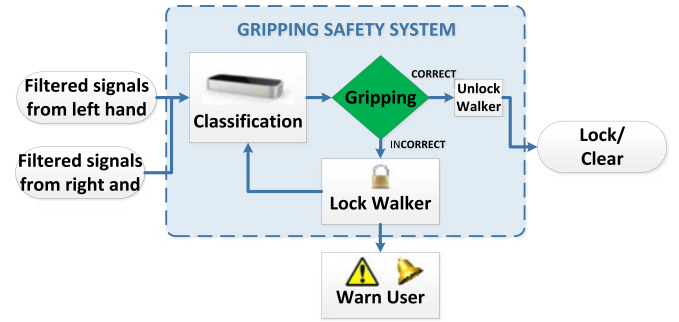 GRIPPING SAFETY SYSTEM
Filtered signals
from left hand
Filtered signals
from right and
Classification
Gripping
CORRECT
INCORRECT
Unlock
Walker
Lock Walker
Lock/
Clear
Warn User